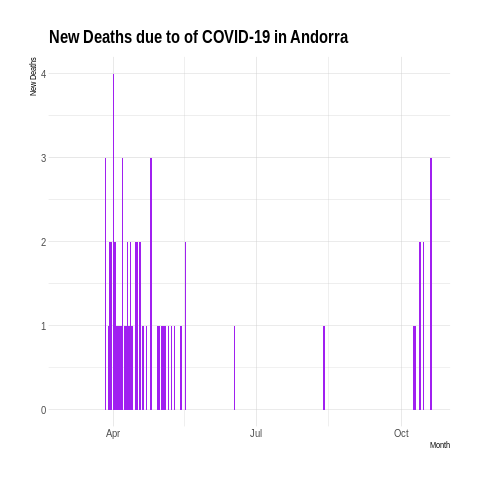 New Deaths due to of COVID-19 in Andorra
New Deaths
4
3
2
1
0
Apr Jul Oct
Month